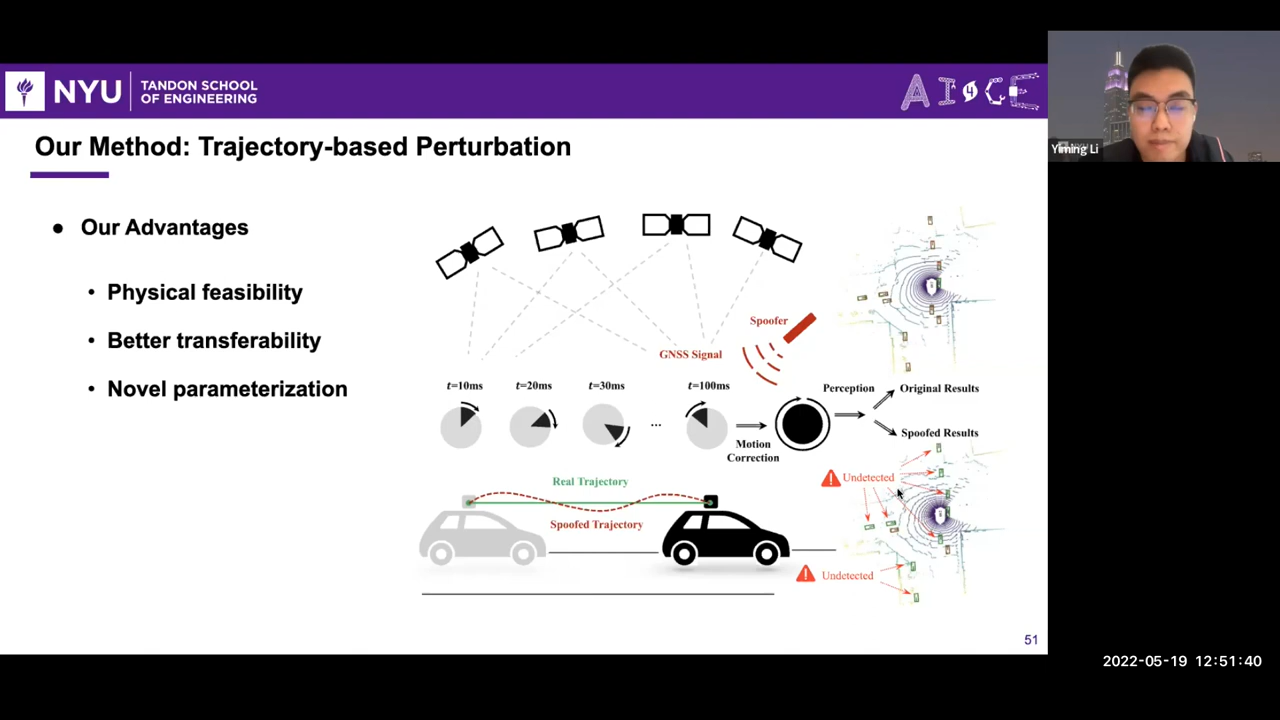 NYU
TANDON SCHOOL
OF ENGINEERING
AI4CE
Our Method: Trajectory-based Perturbation
Yiming Li
● Our Advantages
• Physical feasibility
• Better transferability
• Novel parameterization
Spoofer
GNSS Signal
t=10ms
t=20ms
t=30ms
...
t=100ms
Motion
Correction
Perception
Original Results
Spoofed Results
Real Trajectory
Spoofed Trajectory
Undetected
Undetected
51
2022-05-19 12:51:40